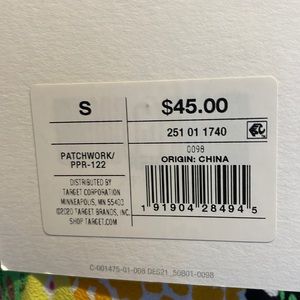 S
$45.00
251 01 1740
0098
PATCHWORK/
PPR-122
ORIGIN: CHINA
DISTRIBUTED BY
TARGET CORPORATION
MINNEAPOLIS, MN 55403
©2020 TARGET BRANDS, INC.
SHOP TARGET.COM
1 91904 28494 5
C-001475-01-008 DES21_50B01-0098